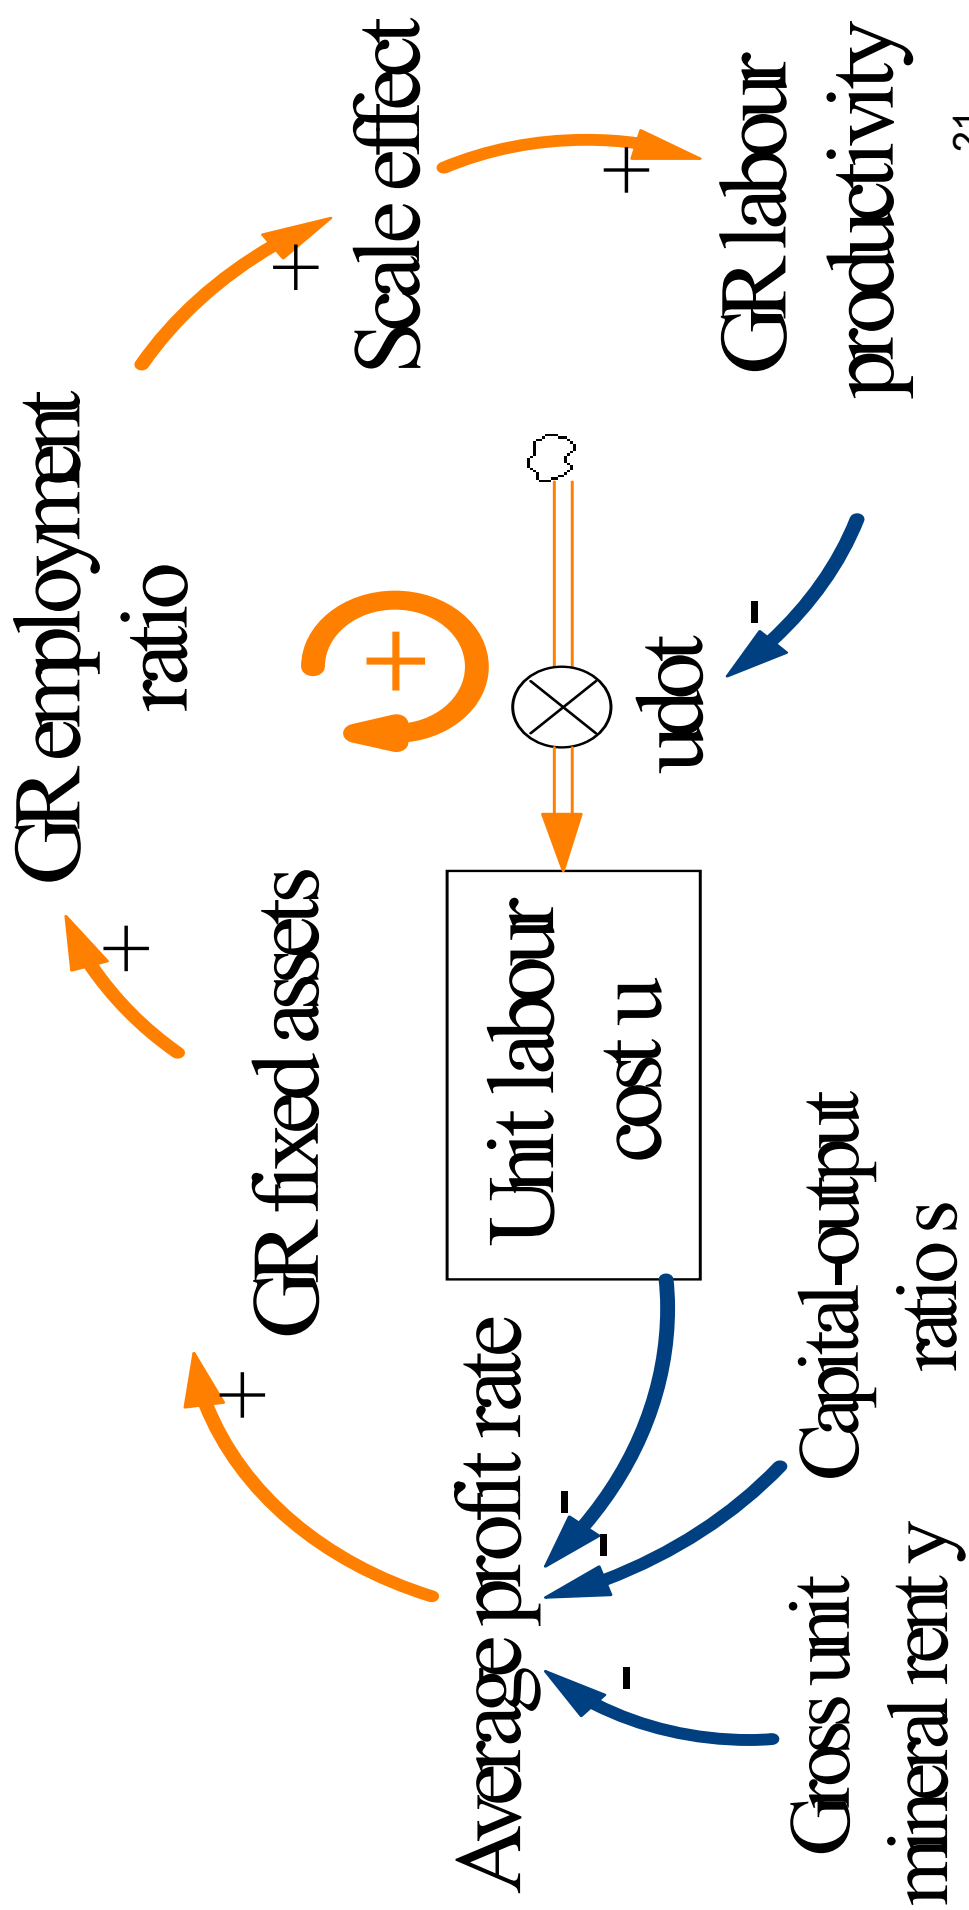 GR employment
ratio
+
+
Scale effect
GR fixed assets
+
+
+
+
Average profit rate
Unit labour
cost u
udot
GR labour
productivity
-
-
-
-
Capital-output
ratio s
Gross unit
mineral rent y
21